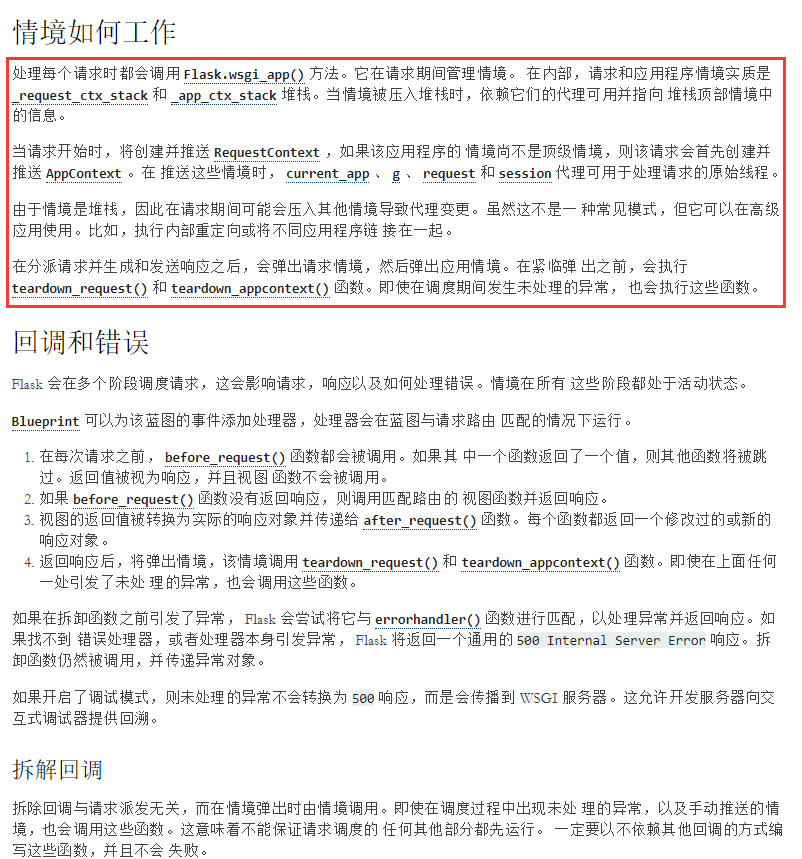 情境如何工作
处理每个请求时都会调用 Flask.wsgi_app() 方法。它在请求期间管理情境。 在内部，请求和应用程序情境实质是
_request_ctx_stack 和 _app_ctx_stack 堆栈。当情境被压入堆栈时，依赖它们的代理可用并指向 堆栈顶部情境中
的信息。
当请求开始时，将创建并推送 RequestContext ，如果该应用程序的 情境尚不是顶级情境，则该请求会首先创建并
推送 AppContext 。在 推送这些情境时， current_app 、 g 、 request 和 session 代理可用于处理请求的原始线程。
由于情境是堆栈，因此在请求期间可能会压入其他情境导致代理变更。虽然这不是一 种常见模式，但它可以在高级
应用使用。比如，执行内部重定向或将不同应用程序链 接在一起。
在分派请求并生成和发送响应之后，会弹出请求情境，然后弹出应用情境。在紧临弹 出之前，会执行
teardown_request() 和 teardown_appcontext() 函数。即使在调度期间发生未处理的异常， 也会执行这些函数。
回调和错误
Flask 会在多个阶段调度请求，这会影响请求，响应以及如何处理错误。情境在所有 这些阶段都处于活动状态。
Blueprint 可以为该蓝图的事件添加处理器，处理器会在蓝图与请求路由 匹配的情况下运行。
1. 在每次请求之前， before_request() 函数都会被调用。如果其 中一个函数返回了一个值，则其他函数将被跳
过。返回值被视为响应，并且视图 函数不会被调用。
2. 如果 before_request() 函数没有返回响应，则调用匹配路由的 视图函数并返回响应。
3. 视图的返回值被转换为实际的响应对象并传递给 after_request() 函数。每个函数都返回一个修改过的或新的
响应对象。
4. 返回响应后，将弹出情境，该情境调用 teardown_request() 和 teardown_appcontext() 函数。即使在上面任何
一处引发了未处 理的异常，也会调用这些函数。
如果在拆卸函数之前引发了异常， Flask 会尝试将它与 errorhandler() 函数进行匹配，以处理异常并返回响应。如
果找不到 错误处理器，或者处理器本身引发异常， Flask 将返回一个通用的 500 Internal Server Error 响应。拆
卸函数仍然被调用，并传递异常对象。
如果开启了调试模式，则未处理的异常不会转换为 500 响应，而是会传播到 WSGI 服务器。这允许开发服务器向交
互式调试器提供回溯。
拆解回调
拆除回调与请求派发无关，而在情境弹出时由情境调用。即使在调度过程中出现未处 理的异常，以及手动推送的情
境，也会调用这些函数。这意味着不能保证请求调度的 任何其他部分都先运行。 一定要以不依赖其他回调的方式编
写这些函数，并且不会 失败。